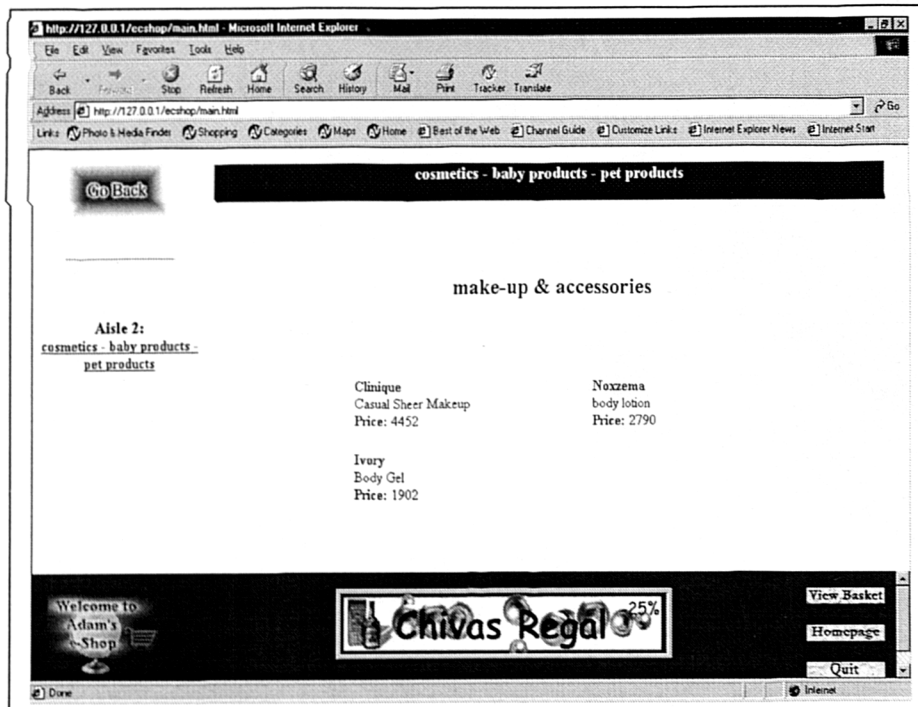 http://127.0.0.1/ecshop/main.html - Microsoft Internet Explorer
File Edit View Favorites Tools Help
Back Forward Stop Refresh Home Search History Mail Print Tracker Translate
Address http://127.0.0.1/ecshop/main.html Go
Links Photo & Media Finder Shopping Categories Maps Home Best of the Web Channel Guide Customize Links Internet Explorer News Internet Start
Go Back
cosmetics - baby products - pet products
make-up & accessories
Aisle 2:
cosmetics - baby products -
pet products
Clinique
Casual Sheer Makeup
Price: 4452
Noxzema
body lotion
Price: 2790
Ivory
Body Gel
Price: 1902
Welcome to
Adam's
e-Shop
Chivas Regal 25%
View Basket
Homepage
Quit
Done Internet